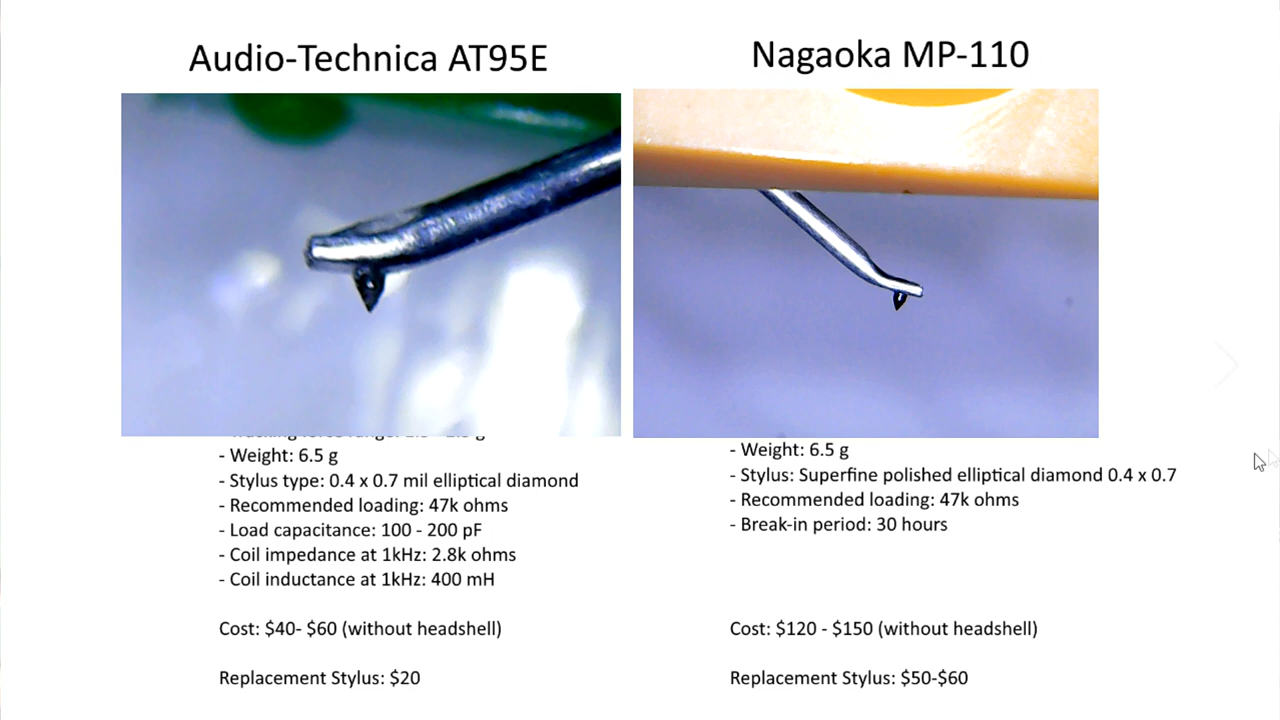 Audio-Technica AT95E
Nagaoka MP-110
- Weight: 6.5 g
- Stylus type: 0.4 x 0.7 mil elliptical diamond
- Recommended loading: 47k ohms
- Load capacitance: 100 - 200 pF
- Coil impedance at 1kHz: 2.8k ohms
- Coil inductance at 1kHz: 400 mH
Cost: $40- $60 (without headshell)
Replacement Stylus: $20
- Weight: 6.5 g
- Stylus: Superfine polished elliptical diamond 0.4 x 0.7
- Recommended loading: 47k ohms
- Break-in period: 30 hours
Cost: $120 - $150 (without headshell)
Replacement Stylus: $50-$60